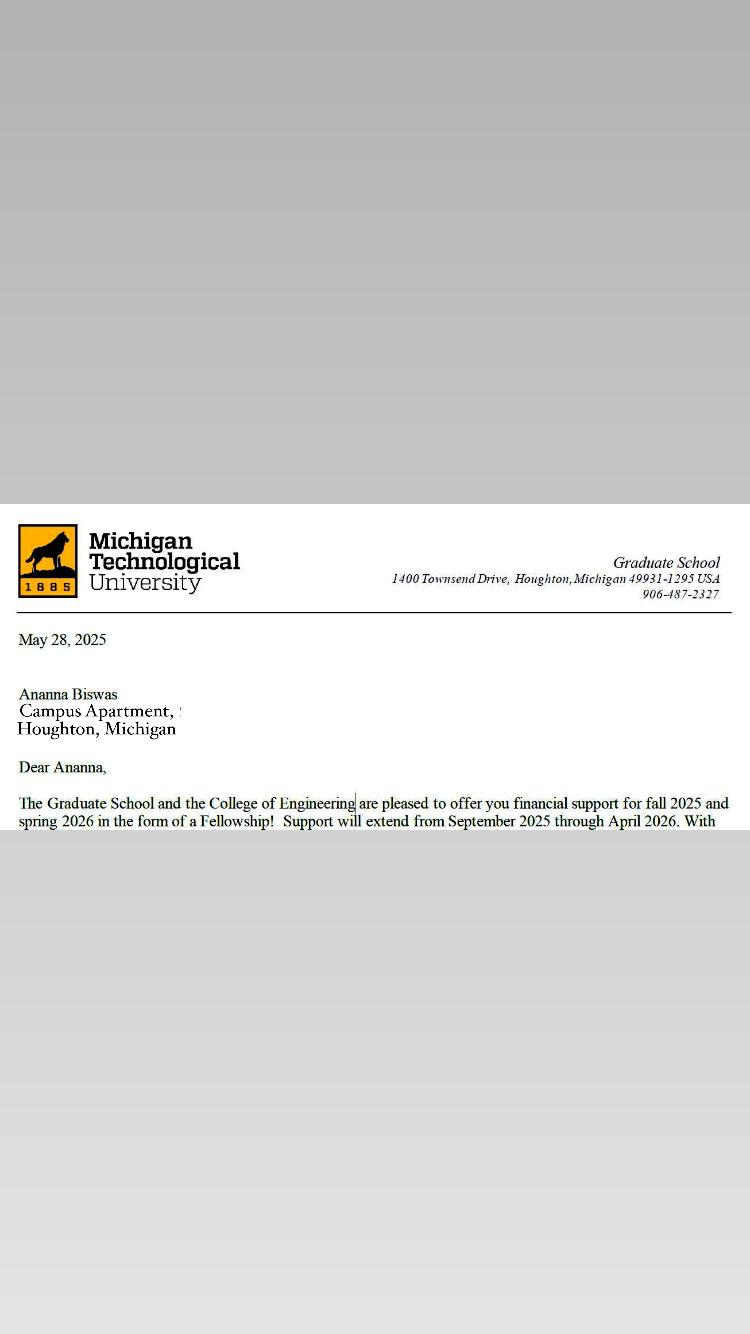 Michigan
Technological
University
1885
Graduate School
1400 Townsend Drive, Houghton, Michigan 49931-1295 USA
906-487-2327
May 28, 2025
Ananna Biswas
Campus Apartment,
Houghton, Michigan
Dear Ananna,
The Graduate School and the College of Engineering are pleased to offer you financial support for fall 2025 and
spring 2026 in the form of a Fellowship! Support will extend from September 2025 through April 2026. With